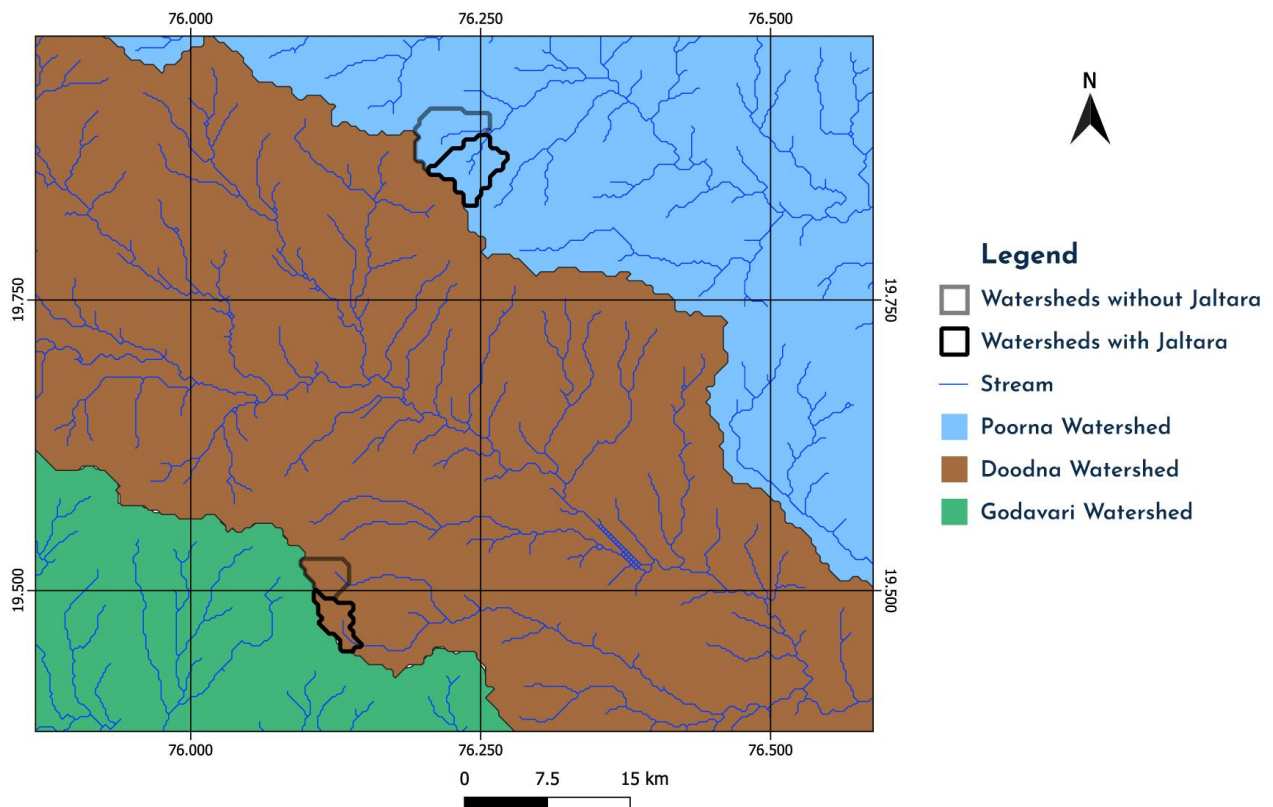 76.000 76.250 76.500
N
Legend
Watersheds without Jaltara
19.750 19.750
Watersheds with Jaltara
Stream
Poorna Watershed
Doodna Watershed
Godavari Watershed
19.500 19.500
76.000 76.250 76.500
0 7.5 15 km